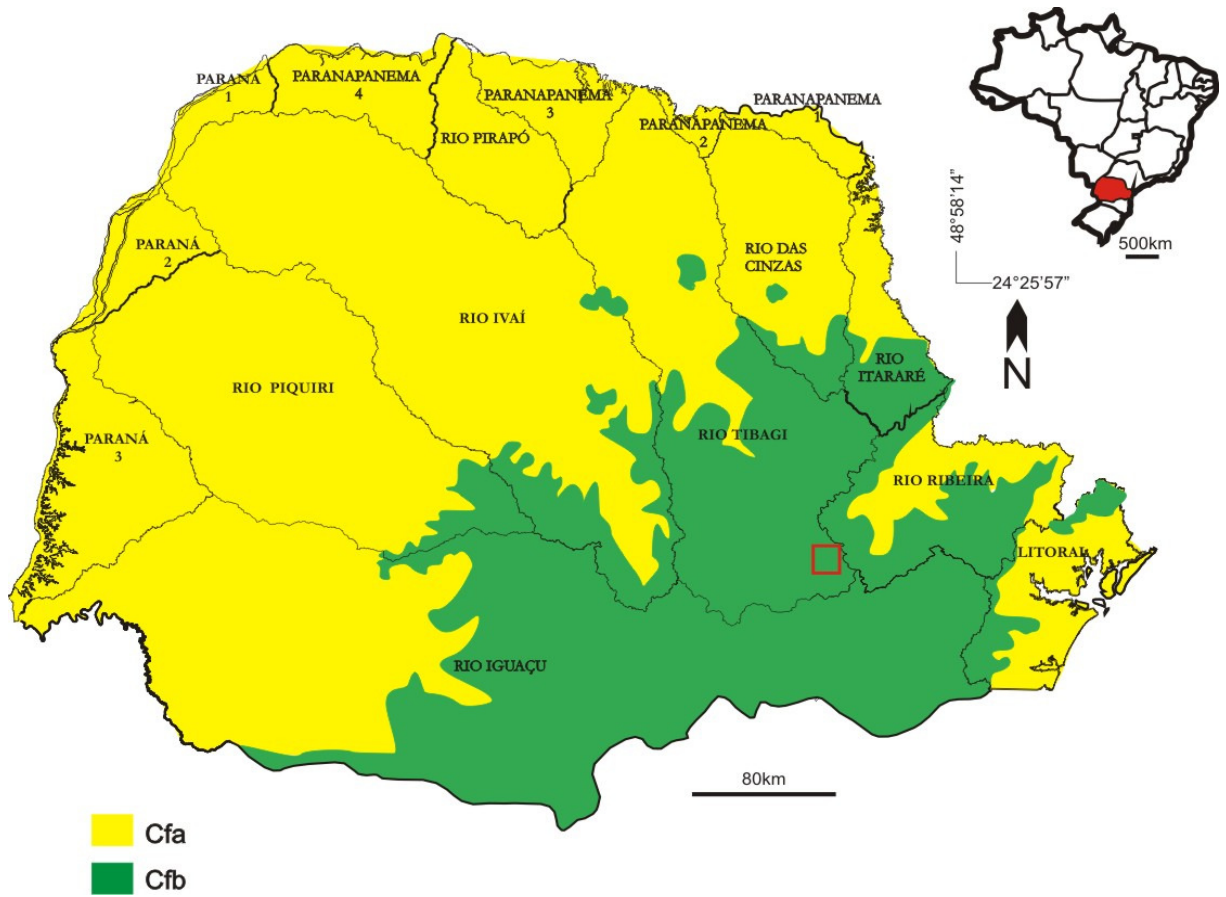 PARANÁ
1
PARANAPANEMA
4
PARANAPANEMA
3
RIO PIRAPÓ
PARANAPANEMA
2
PARANAPANEMA
1
500km
48°58'14"
24°25'57"
N
PARANÁ
2
RIO DAS
CINZAS
RIO IVAÍ
RIO PIQUIRI
RIO
ITARARÉ
PARANÁ
3
RIO TIBAGI
RIO RIBEIRA
LITORAL
RIO IGUAÇU
80km
Cfa
Cfb